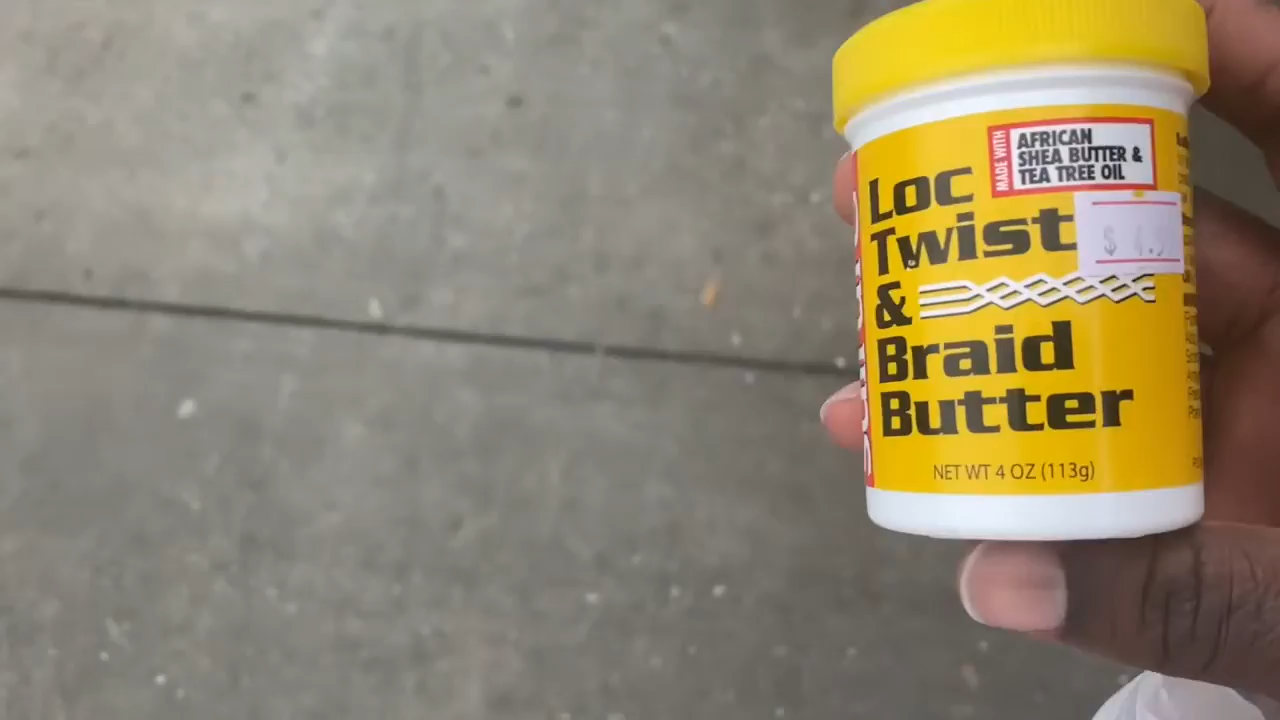 MADE WITH
AFRICAN
SHEA BUTTER &
TEA TREE OIL
Loc
Twist
&
Braid
Butter
NET WT 4 OZ (113g)